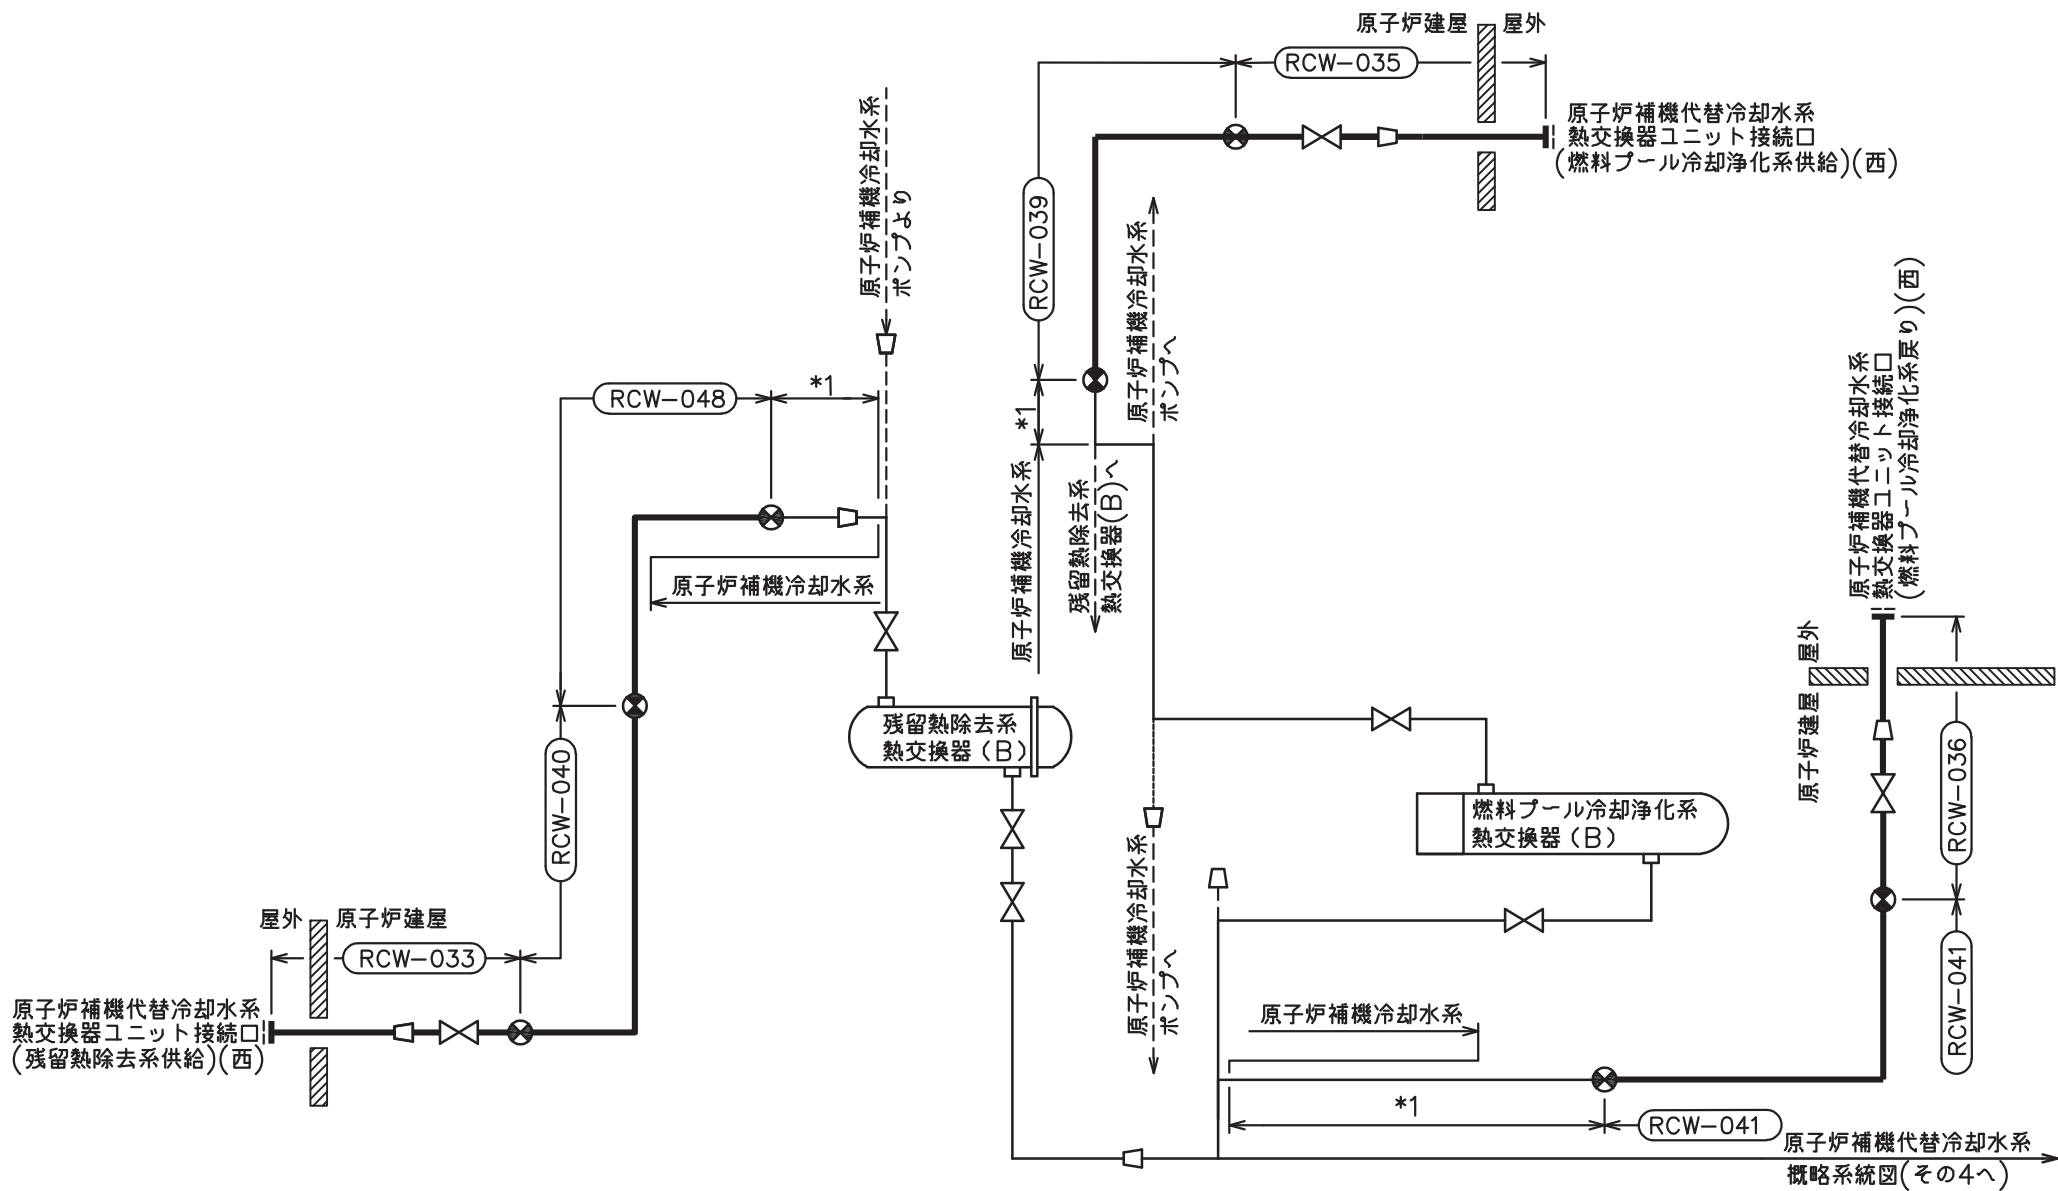 原子炉建屋
屋外
RCW-035
原子炉補機代替冷却水系
熱交換器ユニット接続口
(燃料プール冷却浄化系供給)(西)
原子炉補機冷却水系
ポンプより
RCW-039
原子炉補機冷却水系
ポンプへ
*1
RCW-048
*1
原子炉補機冷却水系
残留熱除去系
熱交換器(B)へ
原子炉補機冷却水系
原子炉補機代替冷却水系
熱交換器ユニット接続口
(燃料プール冷却浄化系戻り)(西)
屋外
原子炉建屋
RCW-036
RCW-041
残留熱除去系
熱交換器(B)
RCW-040
燃料プール冷却浄化系
熱交換器(B)
原子炉補機冷却水系
ポンプへ
屋外
原子炉建屋
RCW-033
原子炉補機代替冷却水系
熱交換器ユニット接続口
(残留熱除去系供給)(西)
原子炉補機冷却水系
*1
RCW-041
原子炉補機代替冷却水系
概略系統図(その4へ)